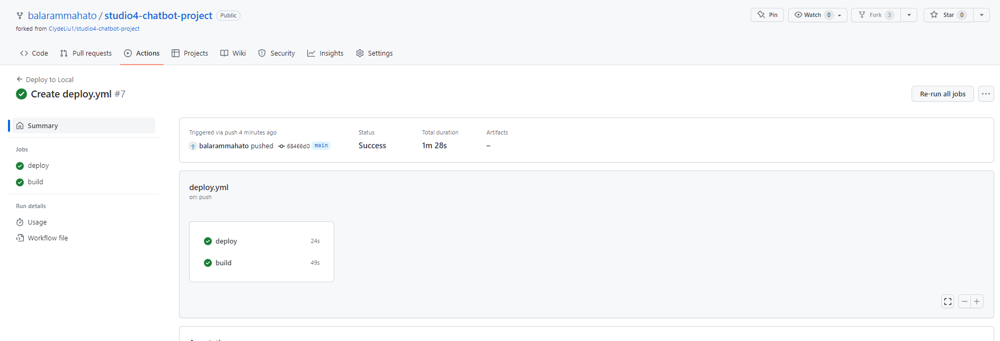 balarammahato / studio4-chatbot-project Public
Pin Watch 0 Fork 3 Star 0
forked from ClydeLiu1/studio4-chatbot-project
Code Pull requests Actions Projects Wiki Security Insights Settings
Deploy to Local
Create deploy.yml #7
Re-run all jobs
Summary
Jobs
deploy
build
Run details
Usage
Workflow file
Triggered via push 4 minutes ago
balarammahato pushed 68466d0 main
Status
Success
Total duration
1m 28s
Artifacts
–
deploy.yml
on: push
deploy 24s
build 49s